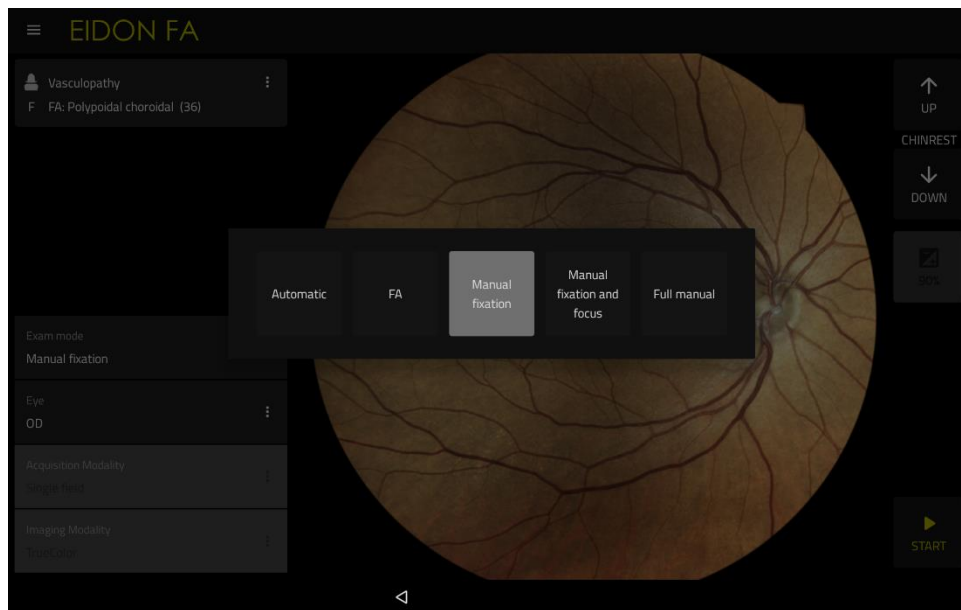 EIDON FA
Vasculopathy
F FA: Polypoidal choroidal (36)
UP
CHINREST
DOWN
90%
Automatic
FA
Manual
fixation
Manual
fixation and
focus
Full manual
Exam mode
Manual fixation
Eye
OD
Acquisition Modality
Single field
Imaging Modality
TrueColor
START